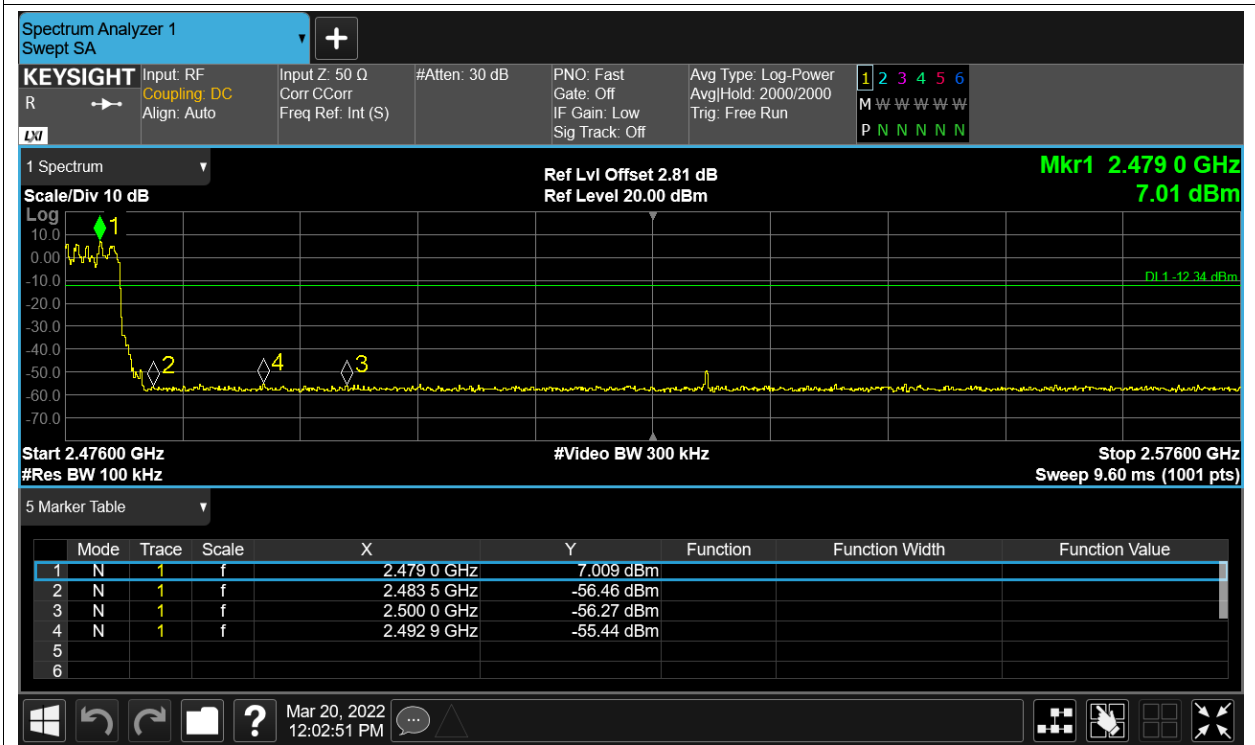 Spectrum Analyzer 1
Swept SA
KEYSIGHT Input: RF Input Z: 50 Ω #Atten: 30 dB PNO: Fast Avg Type: Log-Power 1 2 3 4 5 6
R Coupling: DC Corr CCorr Gate: Off Avg|Hold: 2000/2000 M W W W W W
Align: Auto Freq Ref: Int (S) IF Gain: Low Trig: Free Run
LXI Sig Track: Off P N N N N N
1 Spectrum Ref Lvl Offset 2.81 dB Mkr1 2.479 0 GHz
Scale/Div 10 dB Ref Level 20.00 dBm 7.01 dBm
Log
1
10.0
0.00
DL1 -12.34 dBm
-10.0
-20.0
-30.0
-40.0
2 4 3
-50.0
-60.0
-70.0
Start 2.47600 GHz #Video BW 300 kHz Stop 2.57600 GHz
#Res BW 100 kHz Sweep 9.60 ms (1001 pts)
5 Marker Table
Mode Trace Scale X Y Function Function Width Function Value
1 N 1 f 2.479 0 GHz 7.009 dBm
2 N 1 f 2.483 5 GHz -56.46 dBm
3 N 1 f 2.500 0 GHz -56.27 dBm
4 N 1 f 2.492 9 GHz -55.44 dBm
5
6
? Mar 20, 2022
12:02:51 PM